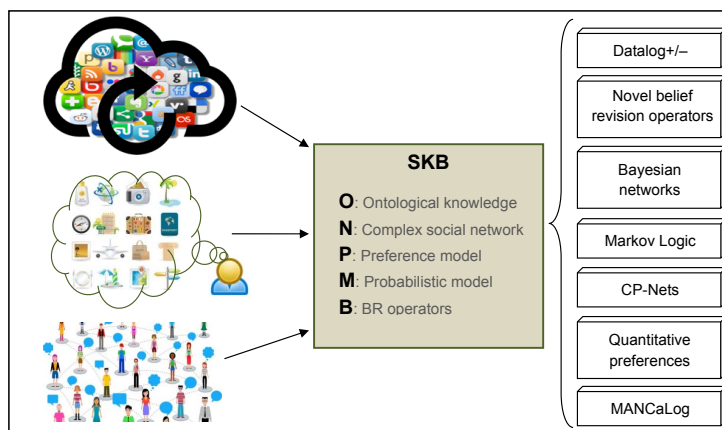 SKB
O: Ontological knowledge
N: Complex social network
P: Preference model
M: Probabilistic model
B: BR operators
Datalog+/–
Novel belief
revision operators
Bayesian
networks
Markov Logic
CP-Nets
Quantitative
preferences
MANCaLog